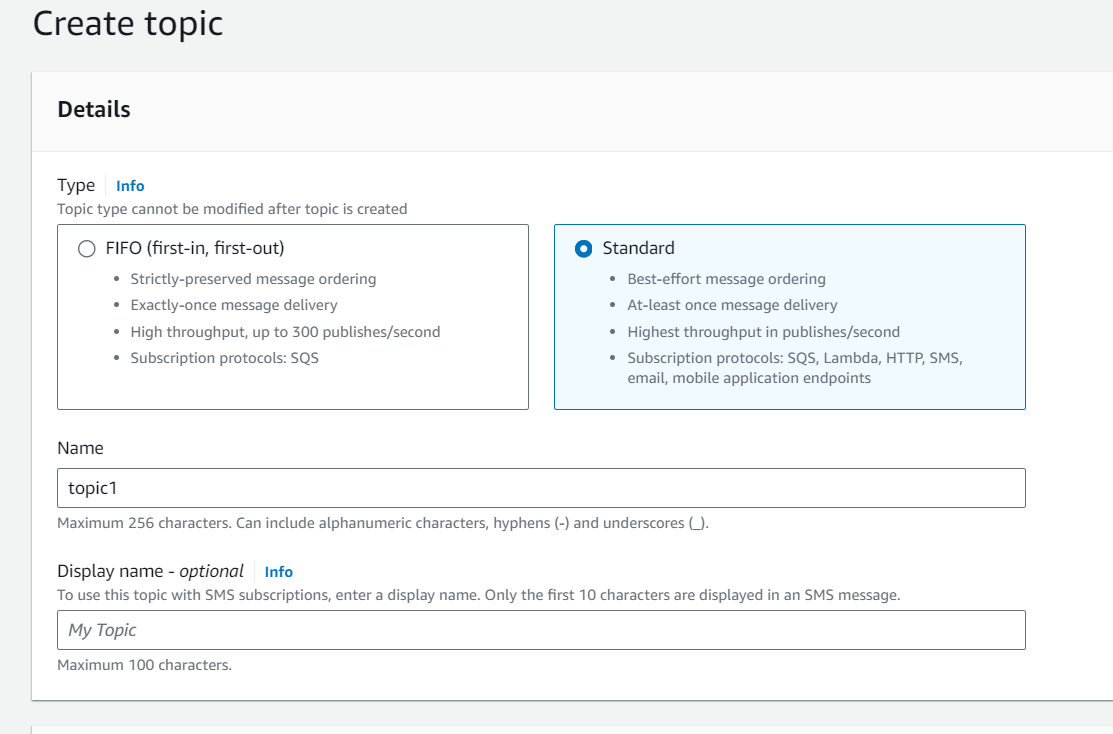 Create topic
Details
Type Info
Topic type cannot be modified after topic is created
FIFO (first-in, first-out)
• Strictly-preserved message ordering
• Exactly-once message delivery
• High throughput, up to 300 publishes/second
• Subscription protocols: SQS
Standard
• Best-effort message ordering
• At-least once message delivery
• Highest throughput in publishes/second
• Subscription protocols: SQS, Lambda, HTTP, SMS,
email, mobile application endpoints
Name
topic1
Maximum 256 characters. Can include alphanumeric characters, hyphens (-) and underscores (_).
Display name - optional Info
To use this topic with SMS subscriptions, enter a display name. Only the first 10 characters are displayed in an SMS message.
My Topic
Maximum 100 characters.